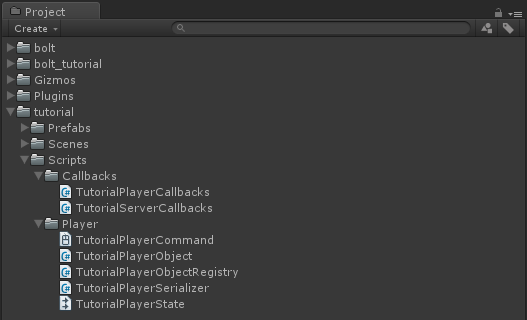 Project
Create
bolt
bolt_tutorial
Gizmos
Plugins
tutorial
Prefabs
Scenes
Scripts
Callbacks
TutorialPlayerCallbacks
TutorialServerCallbacks
Player
TutorialPlayerCommand
TutorialPlayerObject
TutorialPlayerObjectRegistry
TutorialPlayerSerializer
TutorialPlayerState